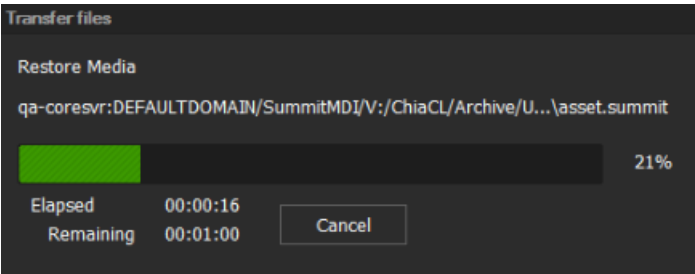 Transfer files
Restore Media
qa-coresvr:DEFAULTDOMAIN/SummitMDI/V:/ChiaCL/Archive/U...\asset.summit
21%
Elapsed 00:00:16
Remaining 00:01:00
Cancel